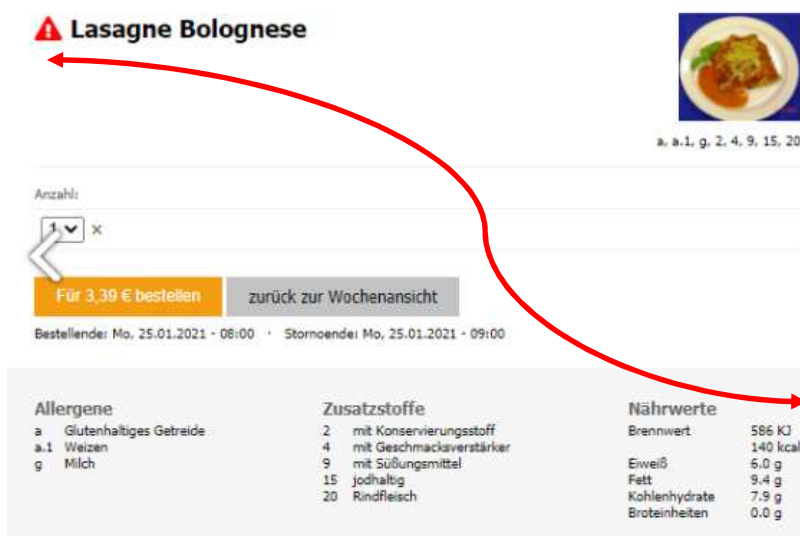 Lasagne Bolognese
a, a.1, g, 2, 4, 9, 15, 20
Anzahl:
1 ×
Für 3,39 € bestellen zurück zur Wochenansicht
Bestellende: Mo, 25.01.2021 - 08:00 · Stornoende: Mo, 25.01.2021 - 09:00
Allergene
a Glutenhaltiges Getreide
a.1 Weizen
g Milch
Zusatzstoffe
2 mit Konservierungsstoff
4 mit Geschmacksverstärker
9 mit Süßungsmittel
15 jodhaltig
20 Rindfleisch
Nährwerte
Brennwert 586 KJ
140 kcal
Eiweiß 6.0 g
Fett 9.4 g
Kohlenhydrate 7.9 g
Broteinheiten 0.0 g